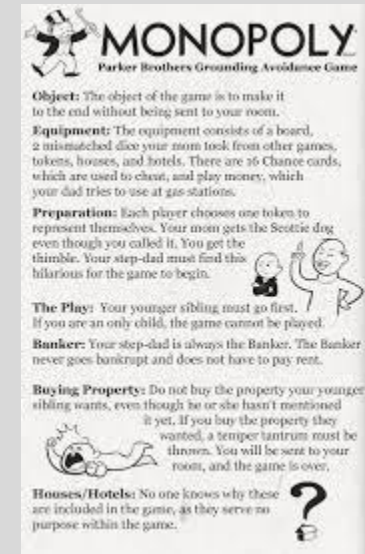 MONOPOLY
Parker Brothers Grounding Avoidance Game
Object: The object of the game is to make it
to the end without being sent to your room.
Equipment: The equipment consists of a board,
2 mismatched dice your mom took from other games,
tokens, houses, and hotels. There are 16 Chance cards,
which are used to cheat, and play money, which
your dad tries to use at gas stations.
Preparation: Each player chooses one token to
represent themselves. Your mom gets the Scottie dog
even though you called it. You get the
thimble. Your step-dad must find this
hilarious for the game to begin.
The Play: Your younger sibling must go first.
If you are an only child, the game cannot be played.
Banker: Your step-dad is always the Banker. The Banker
never goes bankrupt and does not have to pay rent.
Buying Property: Do not buy the property your younger
sibling wants, even though he or she hasn't mentioned
it yet. If you buy the property they
wanted, a temper tantrum must be
thrown. You will be sent to your
room, and the game is over.
Houses/Hotels: No one knows why these
are included in the game, as they serve no
purpose within the game.
?